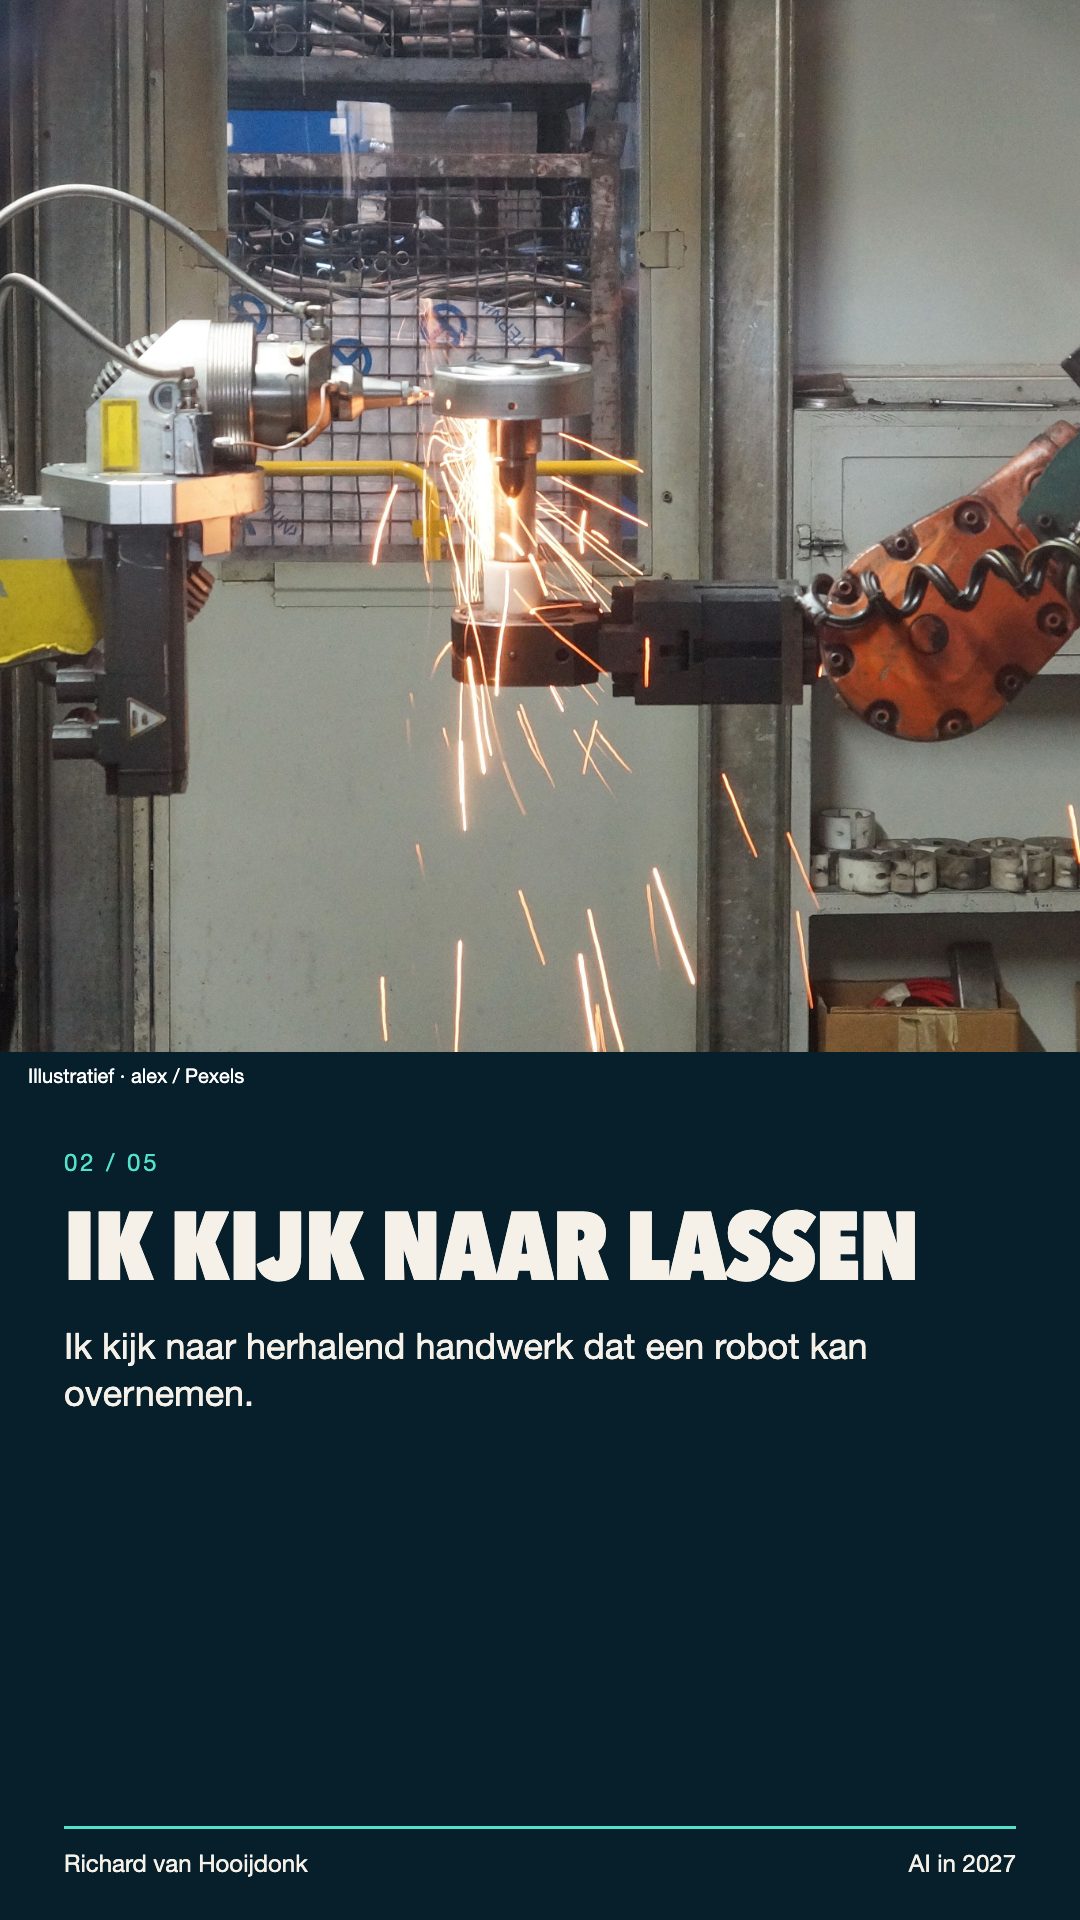 Illustratief · alex / Pexels
02 / 05
IK KIJK NAAR LASSEN
Ik kijk naar herhalend handwerk dat een robot kan
overnemen.
Richard van Hooijdonk
AI in 2027